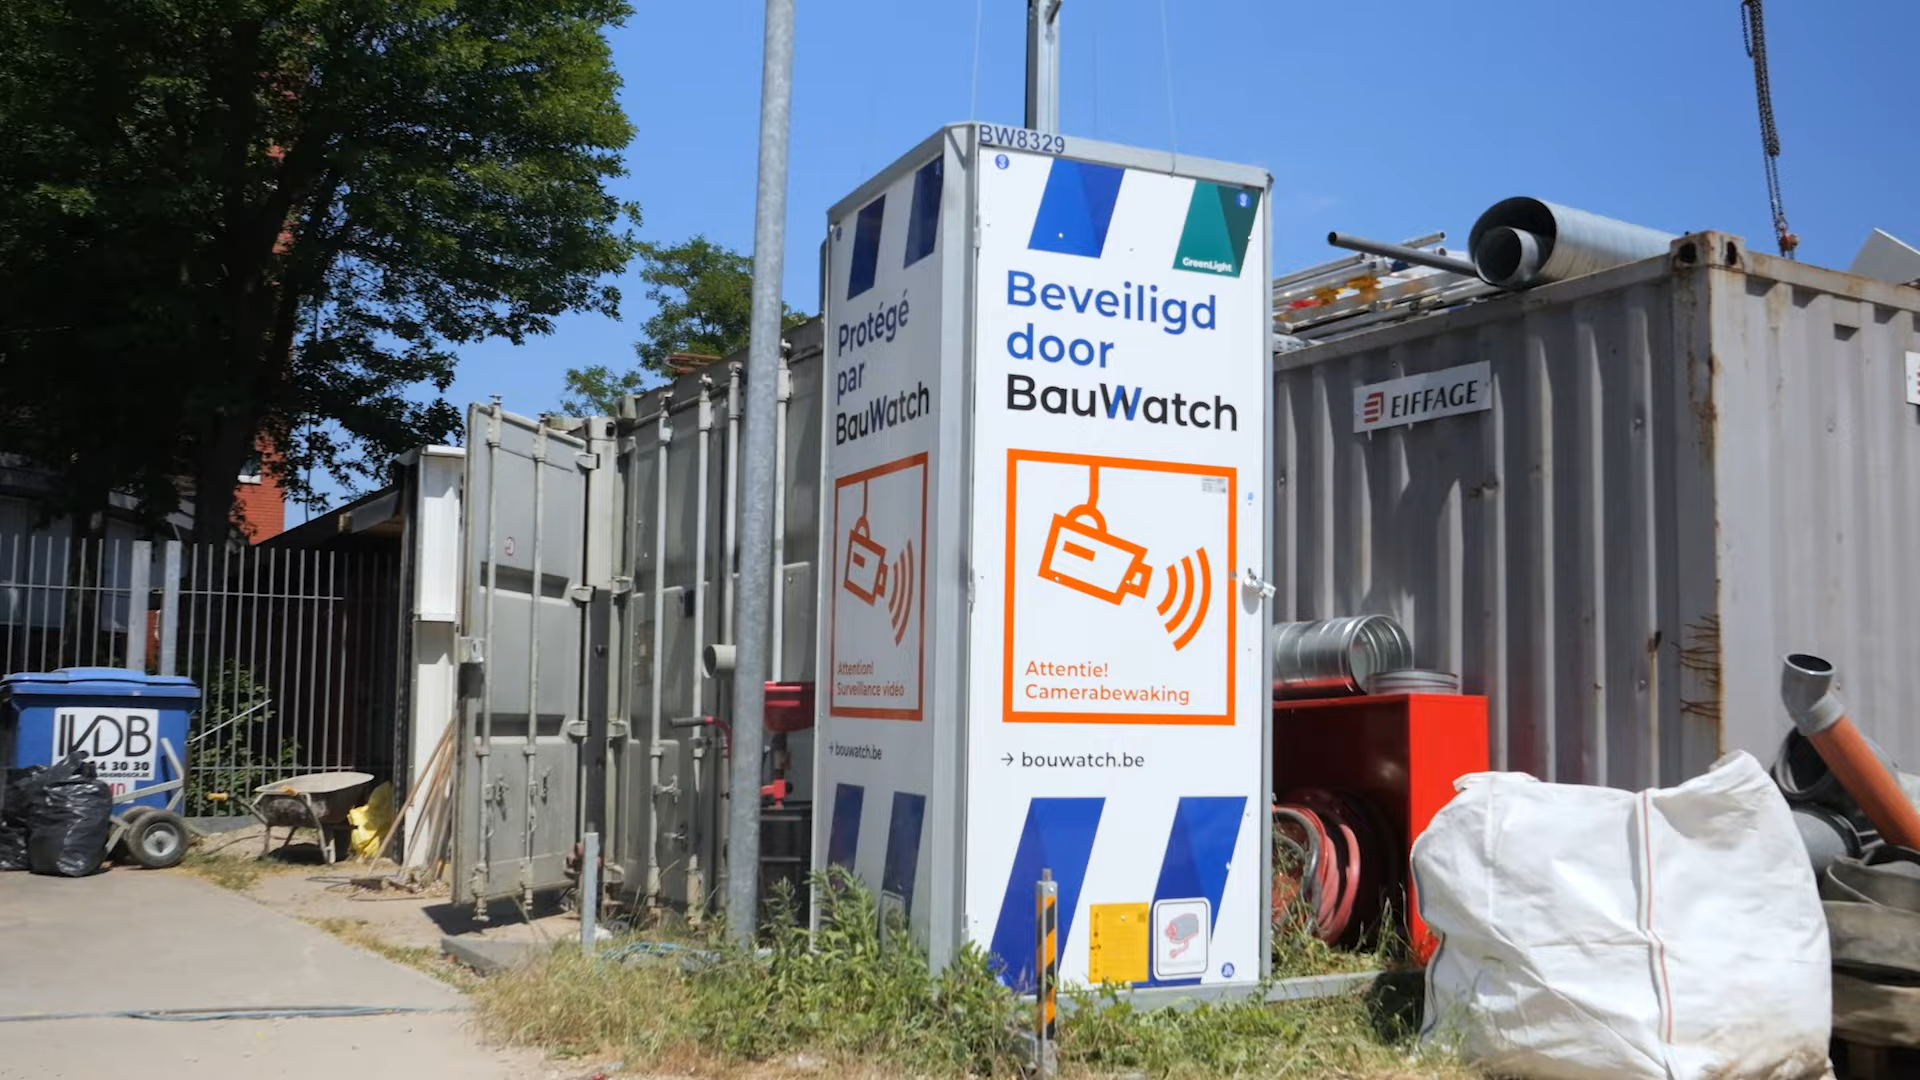 BW8329
GreenLight
Protégé
par
BauWatch
Beveiligd
door
BauWatch
EIFFAGE
Attention!
Surveillance vidéo
Attentie!
Camerabewaking
→ bouwatch.be
→ bouwatch.be
IVDB
14 30 30